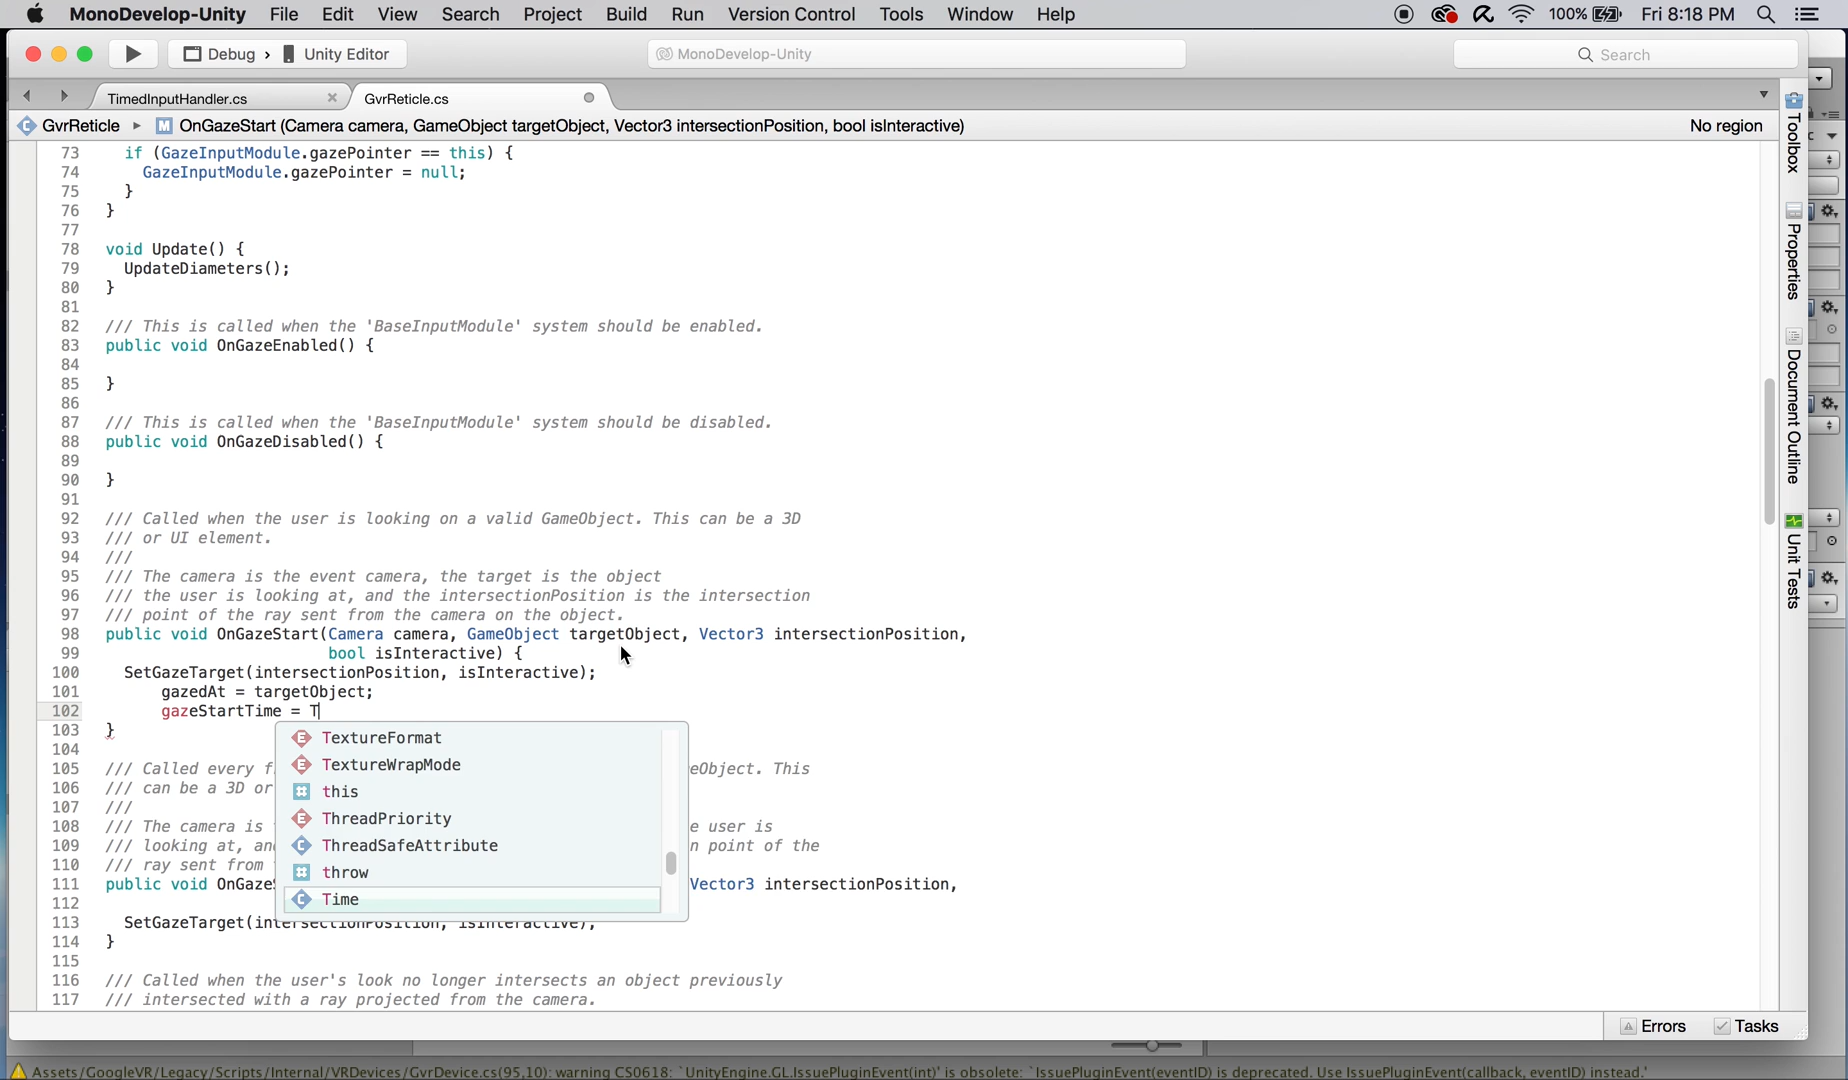 MonoDevelop-Unity File Edit View Search Project Build Run Version Control Tools Window Help 100% Fri 8:18 PM
Debug › Unity Editor MonoDevelop-Unity Search
TimedInputHandler.cs GvrReticle.cs
GvrReticle OnGazeStart (Camera camera, GameObject targetObject, Vector3 intersectionPosition, bool isInteractive) No region
73 if (GazeInputModule.gazePointer == this) {
74 GazeInputModule.gazePointer = null;
75 }
76 }
77
78 void Update() {
79 UpdateDiameters();
80 }
81
82 /// This is called when the 'BaseInputModule' system should be enabled.
83 public void OnGazeEnabled() {
84
85 }
86
87 /// This is called when the 'BaseInputModule' system should be disabled.
88 public void OnGazeDisabled() {
89
90 }
91
92 /// Called when the user is looking on a valid GameObject. This can be a 3D
93 /// or UI element.
94 ///
95 /// The camera is the event camera, the target is the object
96 /// the user is looking at, and the intersectionPosition is the intersection
97 /// point of the ray sent from the camera on the object.
98 public void OnGazeStart(Camera camera, GameObject targetObject, Vector3 intersectionPosition,
99 bool isInteractive) {
100 SetGazeTarget(intersectionPosition, isInteractive);
101 gazedAt = targetObject;
102 gazeStartTime = T
103 }
104
105 /// Called every f eObject. This
106 /// can be a 3D or
107 ///
108 /// The camera is e user is
109 /// looking at, an n point of the
110 /// ray sent from
111 public void OnGaze Vector3 intersectionPosition,
112
113 SetGazeTarget(intersectionPosition, isInteractive);
114 }
115
116 /// Called when the user's look no longer intersects an object previously
117 /// intersected with a ray projected from the camera.
TextureFormat
TextureWrapMode
this
ThreadPriority
ThreadSafeAttribute
throw
Time
Toolbox
Properties
Document Outline
Unit Tests
Errors Tasks
Assets/GoogleVR/Legacy/Scripts/Internal/VRDevices/GvrDevice.cs(95,10): warning CS0618: `UnityEngine.GL.IssuePluginEvent(int)' is obsolete: `IssuePluginEvent(eventID) is deprecated. Use IssuePluginEvent(callback, eventID) instead.'